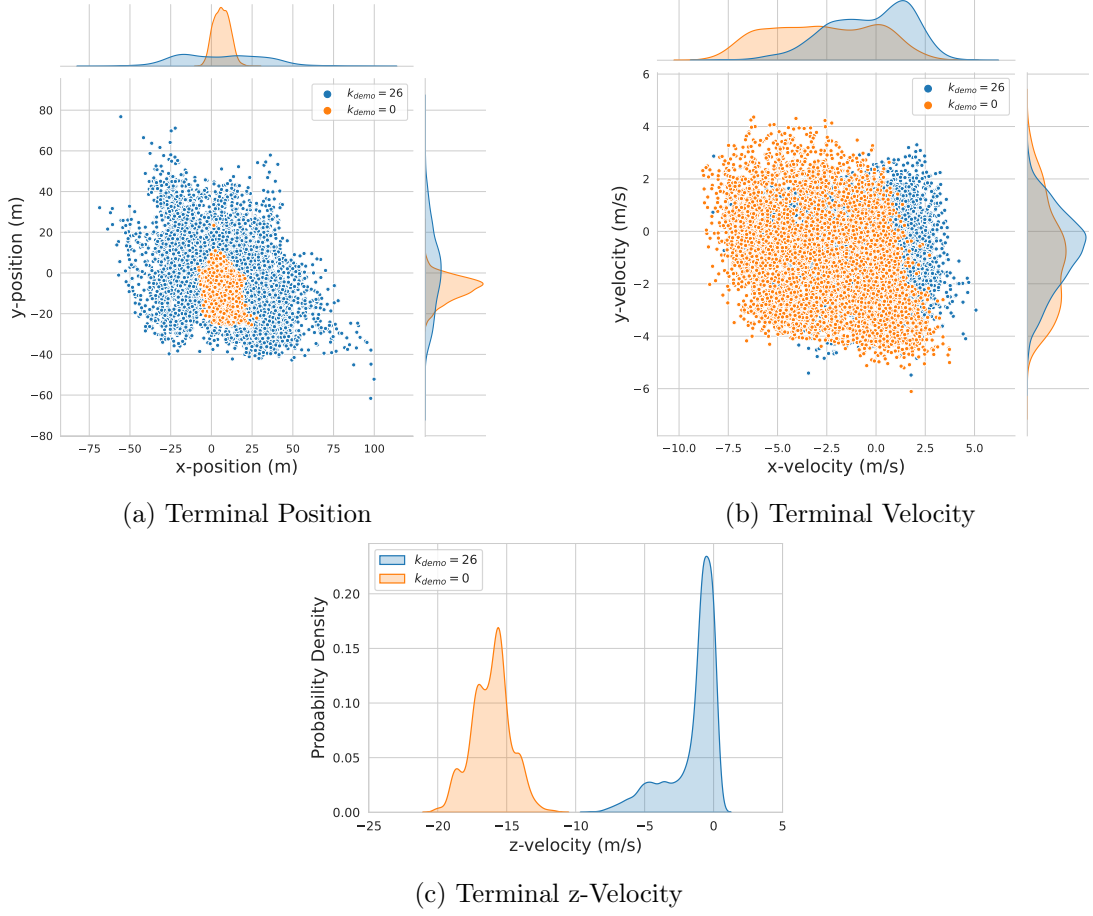 k_demo = 26
k_demo = 0
80
60
40
20
0
−20
−40
−60
−80
y-position (m)
−75 −50 −25 0 25 50 75 100
x-position (m)
(a) Terminal Position
k_demo = 26
k_demo = 0
6
4
2
0
−2
−4
−6
y-velocity (m/s)
−10.0 −7.5 −5.0 −2.5 0.0 2.5 5.0
x-velocity (m/s)
(b) Terminal Velocity
k_demo = 26
k_demo = 0
0.20
0.15
0.10
0.05
0.00
Probability Density
−25 −20 −15 −10 −5 0 5
z-velocity (m/s)
(c) Terminal z-Velocity